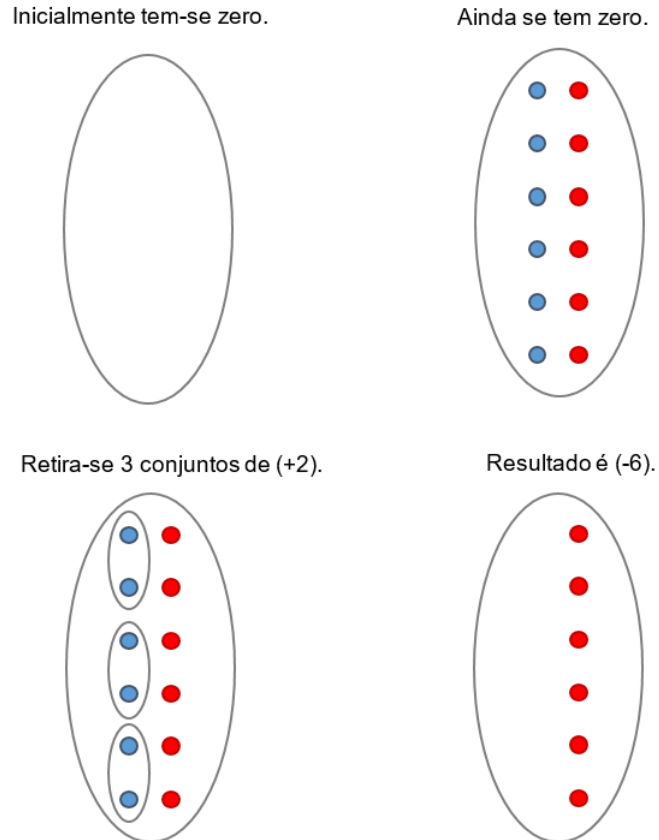 Inicialmente tem-se zero.
Ainda se tem zero.
Retira-se 3 conjuntos de (+2).
Resultado é (-6).